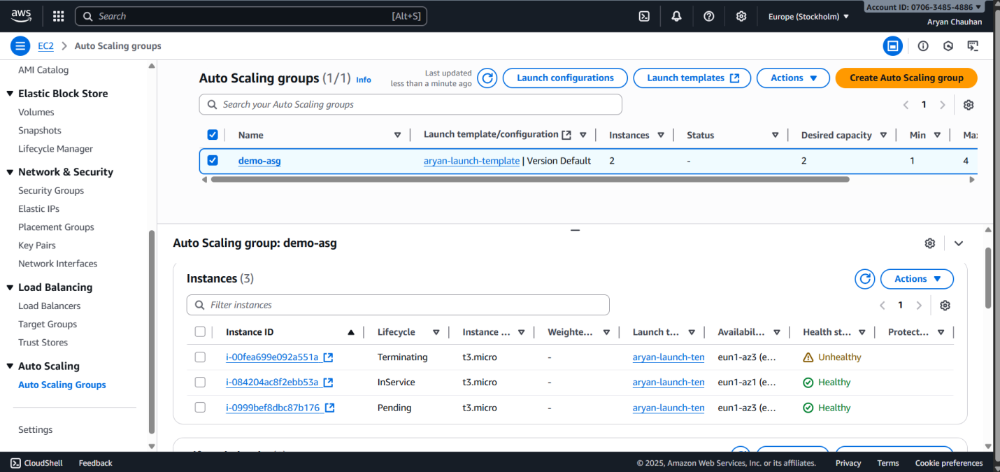 aws
Search [Alt+S]
Europe (Stockholm)
Account ID: 0706-3485-4886
Aryan Chauhan
EC2 Auto Scaling groups
AMI Catalog
Elastic Block Store
Volumes
Snapshots
Lifecycle Manager
Network & Security
Security Groups
Elastic IPs
Placement Groups
Key Pairs
Network Interfaces
Load Balancing
Load Balancers
Target Groups
Trust Stores
Auto Scaling
Auto Scaling Groups
Settings
Auto Scaling groups (1/1) Info
Last updated
less than a minute ago
Launch configurations
Launch templates
Actions
Create Auto Scaling group
Search your Auto Scaling groups
1
Name Launch template/configuration Instances Status Desired capacity Min Max
demo-asg aryan-launch-template | Version Default 2 - 2 1 4
Auto Scaling group: demo-asg
Instances (3)
Actions
Filter instances
1
Instance ID Lifecycle Instance ... Weighte... Launch t... Availabil... Health st... Protect...
i-00fea699e092a551a Terminating t3.micro - aryan-launch-ten eun1-az3 (e... Unhealthy
i-084204ac8f2ebb53a InService t3.micro - aryan-launch-ten eun1-az1 (e... Healthy
i-0999bef8dbc87b176 Pending t3.micro - aryan-launch-ten eun1-az3 (e... Healthy
CloudShell Feedback © 2025, Amazon Web Services, Inc. or its affiliates. Privacy Terms Cookie preferences